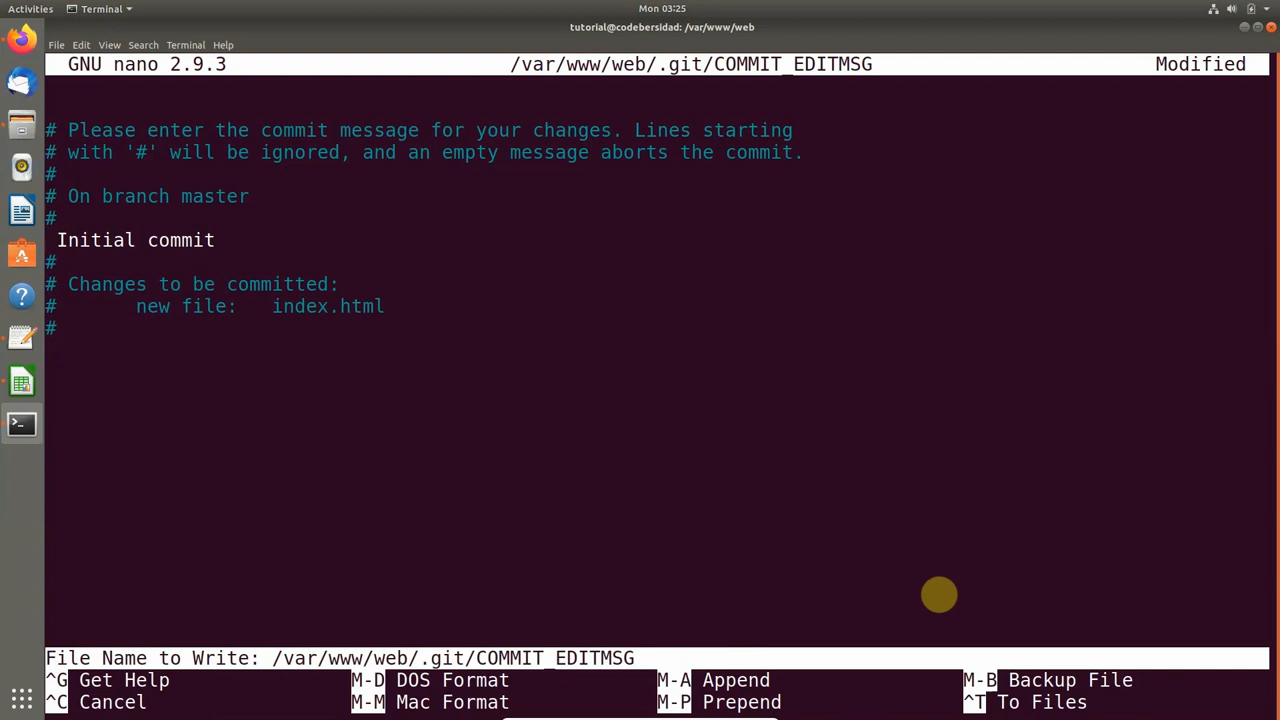 Activities Terminal Mon 03:25
tutorial@codebersidad: /var/www/web
File Edit View Search Terminal Help
GNU nano 2.9.3 /var/www/web/.git/COMMIT_EDITMSG Modified
# Please enter the commit message for your changes. Lines starting
# with '#' will be ignored, and an empty message aborts the commit.
#
# On branch master
#
Initial commit
#
# Changes to be committed:
# new file: index.html
#
File Name to Write: /var/www/web/.git/COMMIT_EDITMSG
^G Get Help M-D DOS Format M-A Append M-B Backup File
^C Cancel M-M Mac Format M-P Prepend ^T To Files